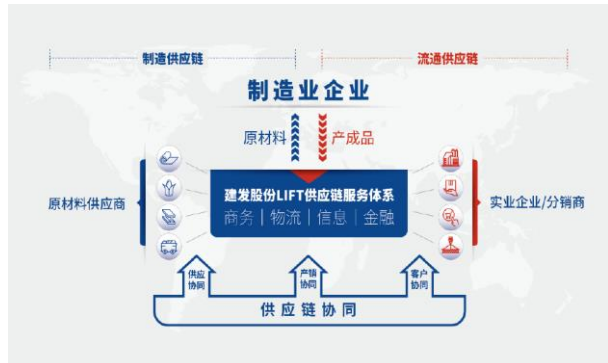 制造供应链
流通供应链
制造业企业
原材料
产成品
建发股份LIFT供应链服务体系
商务|物流|信息|金融
原材料供应商
实业企业/分销商
供应
协同
产销
协同
客户
协同
供应链协同